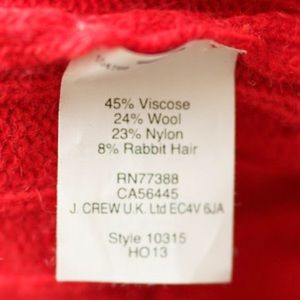 45% Viscose
24% Wool
23% Nylon
8% Rabbit Hair
RN77388
CA56445
J. CREW U.K. Ltd EC4V 6JA
Style 10315
HO13